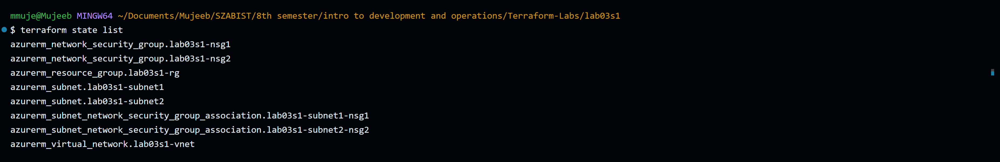 mmuje@Mujeeb MINGW64 ~/Documents/Mujeeb/SZABIST/8th semester/intro to development and operations/Terraform-Labs/lab03s1
$ terraform state list
azurerm_network_security_group.lab03s1-nsg1
azurerm_network_security_group.lab03s1-nsg2
azurerm_resource_group.lab03s1-rg
azurerm_subnet.lab03s1-subnet1
azurerm_subnet.lab03s1-subnet2
azurerm_subnet_network_security_group_association.lab03s1-subnet1-nsg1
azurerm_subnet_network_security_group_association.lab03s1-subnet2-nsg2
azurerm_virtual_network.lab03s1-vnet